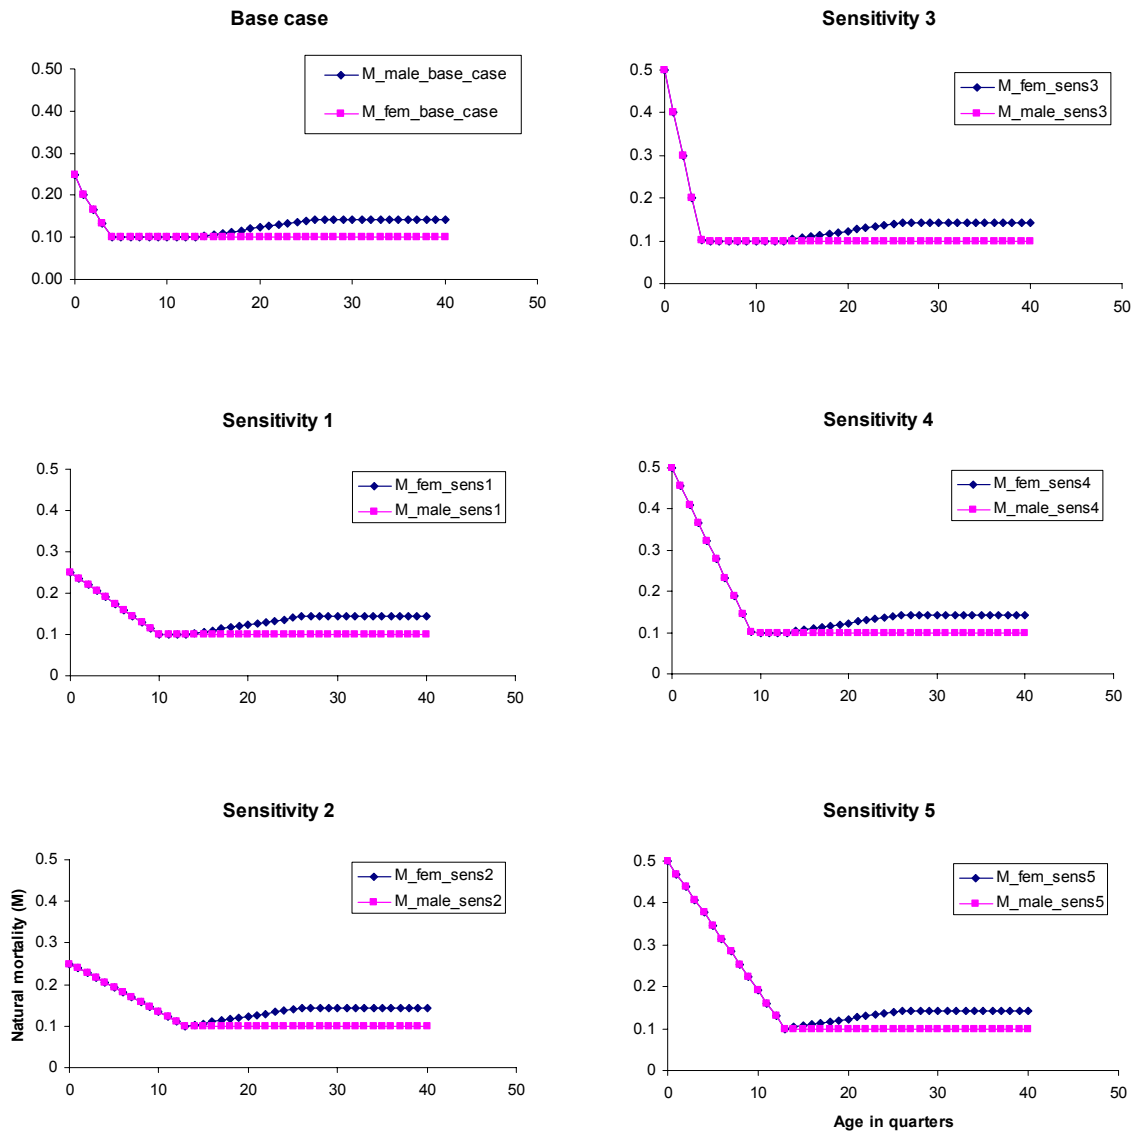 Base case
M_male_base_case
M_fem_base_case
0.50
0.40
0.30
0.20
0.10
0.00
0 10 20 30 40 50
Sensitivity 3
M_fem_sens3
M_male_sens3
0.5
0.4
0.3
0.2
0.1
0
0 10 20 30 40 50
Sensitivity 1
M_fem_sens1
M_male_sens1
0.5
0.4
0.3
0.2
0.1
0
0 10 20 30 40 50
Sensitivity 4
M_fem_sens4
M_male_sens4
0.5
0.4
0.3
0.2
0.1
0
0 10 20 30 40 50
Sensitivity 2
M_fem_sens2
M_male_sens2
Natural mortality (M)
0.5
0.4
0.3
0.2
0.1
0
0 10 20 30 40 50
Sensitivity 5
M_fem_sens5
M_male_sens5
0.5
0.4
0.3
0.2
0.1
0
0 10 20 30 40 50
Age in quarters